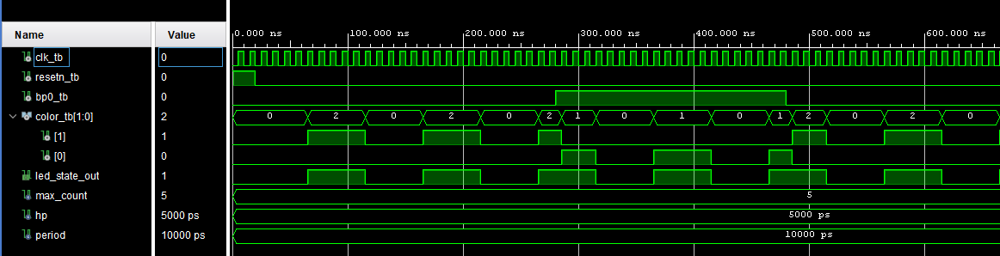 Name Value
0.000 ns 100.000 ns 200.000 ns 300.000 ns 400.000 ns 500.000 ns 600.000 ns
clk_tb 0
resetn_tb 0
bp0_tb 0
color_tb[1:0] 2 0 2 0 2 0 2 1 0 1 0 1 2 0 2 0
[1] 1
[0] 0
led_state_out 1
max_count 5 5
hp 5000 ps 5000 ps
period 10000 ps 10000 ps